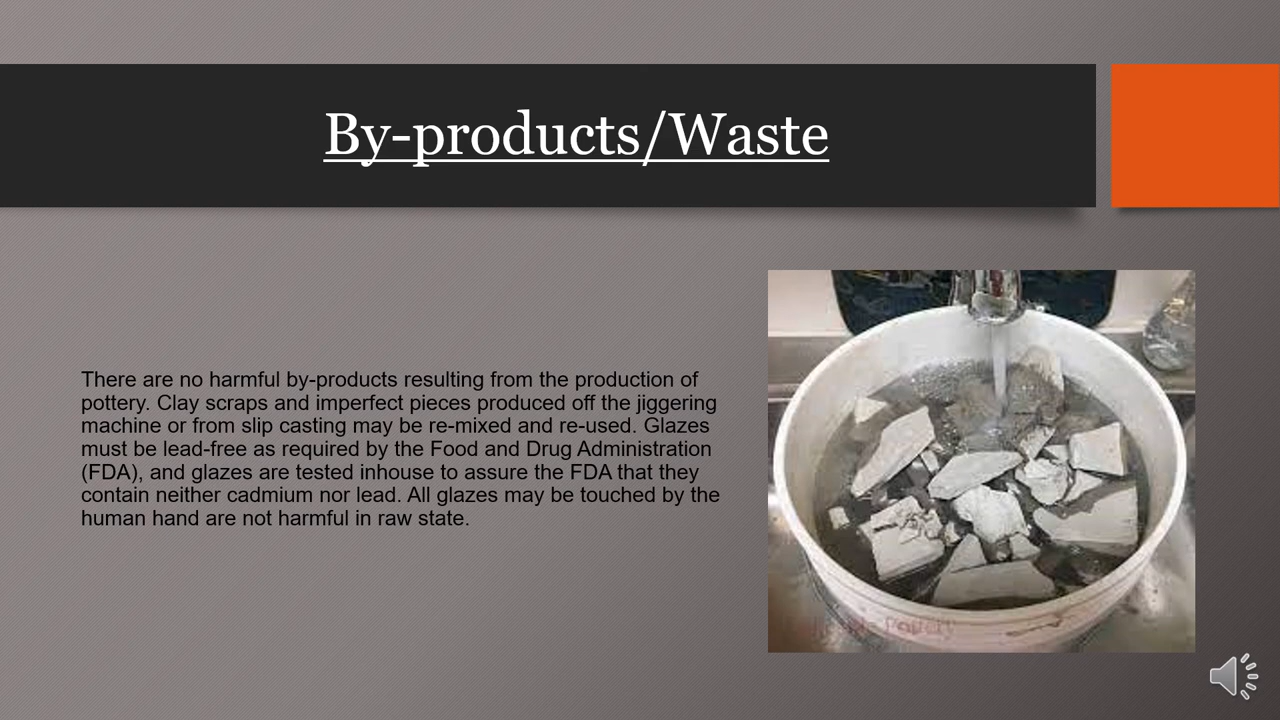 By-products/Waste
There are no harmful by-products resulting from the production of
pottery. Clay scraps and imperfect pieces produced off the jiggering
machine or from slip casting may be re-mixed and re-used. Glazes
must be lead-free as required by the Food and Drug Administration
(FDA), and glazes are tested inhouse to assure the FDA that they
contain neither cadmium nor lead. All glazes may be touched by the
human hand are not harmful in raw state.
Pottery